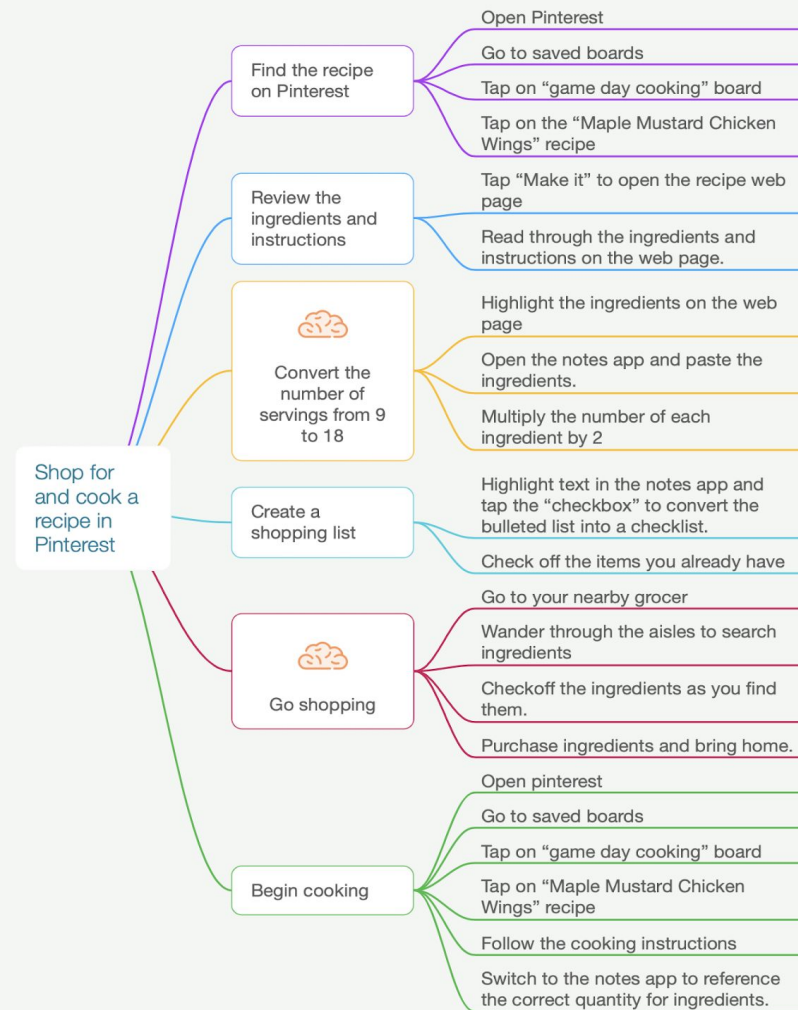 Shop for
and cook a
recipe in
Pinterest
Find the recipe
on Pinterest
Open Pinterest
Go to saved boards
Tap on “game day cooking” board
Tap on the “Maple Mustard Chicken
Wings” recipe
Review the
ingredients and
instructions
Tap “Make it” to open the recipe web
page
Read through the ingredients and
instructions on the web page.
Convert the
number of
servings from 9
to 18
Highlight the ingredients on the web
page
Open the notes app and paste the
ingredients.
Multiply the number of each
ingredient by 2
Create a
shopping list
Highlight text in the notes app and
tap the “checkbox” to convert the
bulleted list into a checklist.
Check off the items you already have
Go shopping
Go to your nearby grocer
Wander through the aisles to search
ingredients
Checkoff the ingredients as you find
them.
Purchase ingredients and bring home.
Begin cooking
Open pinterest
Go to saved boards
Tap on “game day cooking” board
Tap on “Maple Mustard Chicken
Wings” recipe
Follow the cooking instructions
Switch to the notes app to reference
the correct quantity for ingredients.